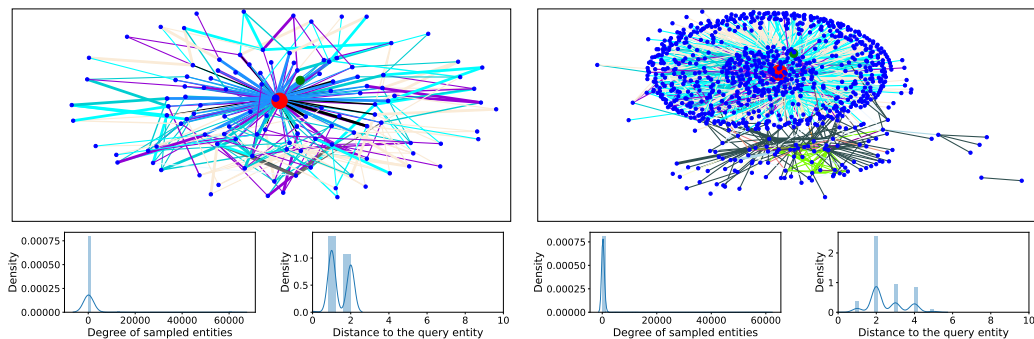 Density
0.00075
0.00050
0.00025
0.00000
0 20000 40000 60000
Degree of sampled entities
Density
1.0
0.5
0.0
0 2 4 6 8 10
Distance to the query entity
Density
0.00075
0.00050
0.00025
0.00000
0 20000 40000 60000
Degree of sampled entities
Density
2
1
0
0 2 4 6 8 10
Distance to the query entity